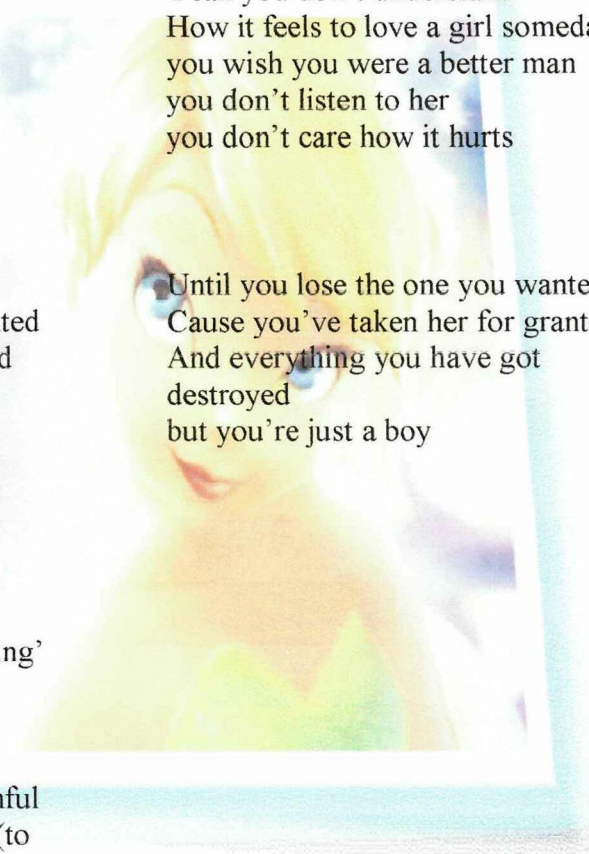 How it feels to love a girl someda
you wish you were a better man
you don't listen to her
you don't care how it hurts
Until you lose the one you wante
Cause you've taken her for grant
And everything you have got
destroyed
but you're just a boy
ted
d
ng'
nful
(to